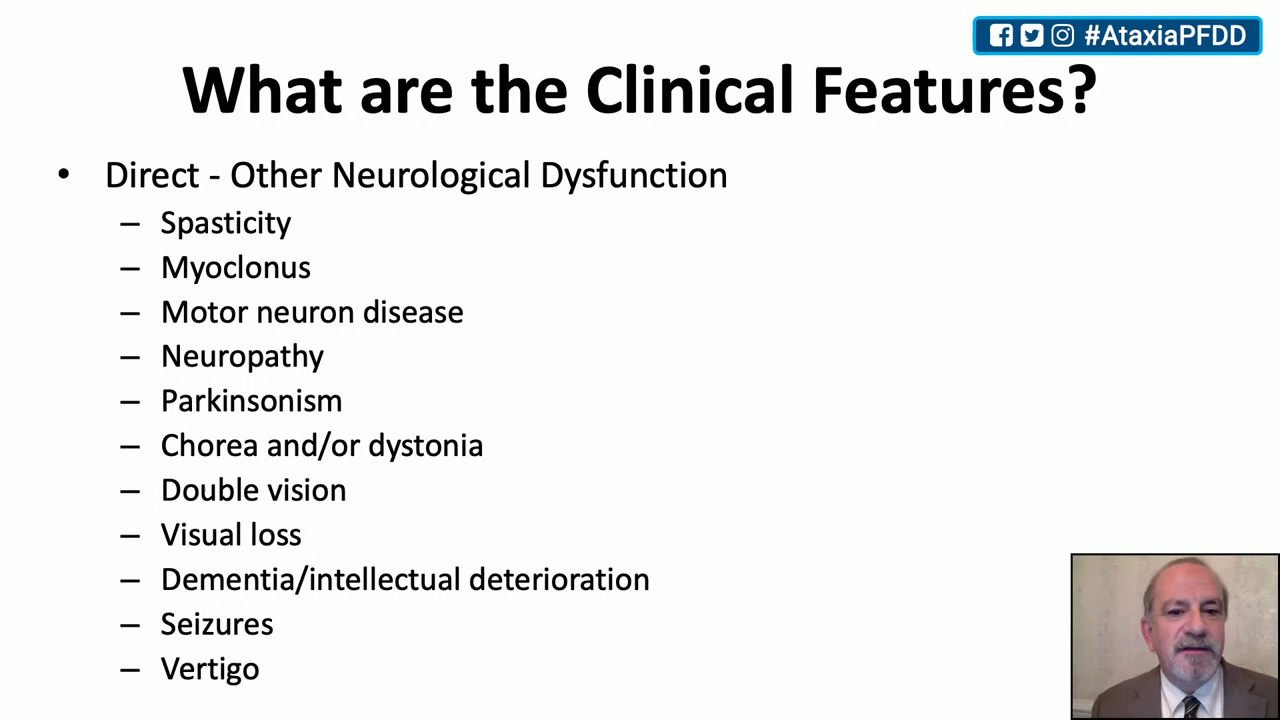 #AtaxiaPFDD
What are the Clinical Features?
• Direct - Other Neurological Dysfunction
– Spasticity
– Myoclonus
– Motor neuron disease
– Neuropathy
– Parkinsonism
– Chorea and/or dystonia
– Double vision
– Visual loss
– Dementia/intellectual deterioration
– Seizures
– Vertigo